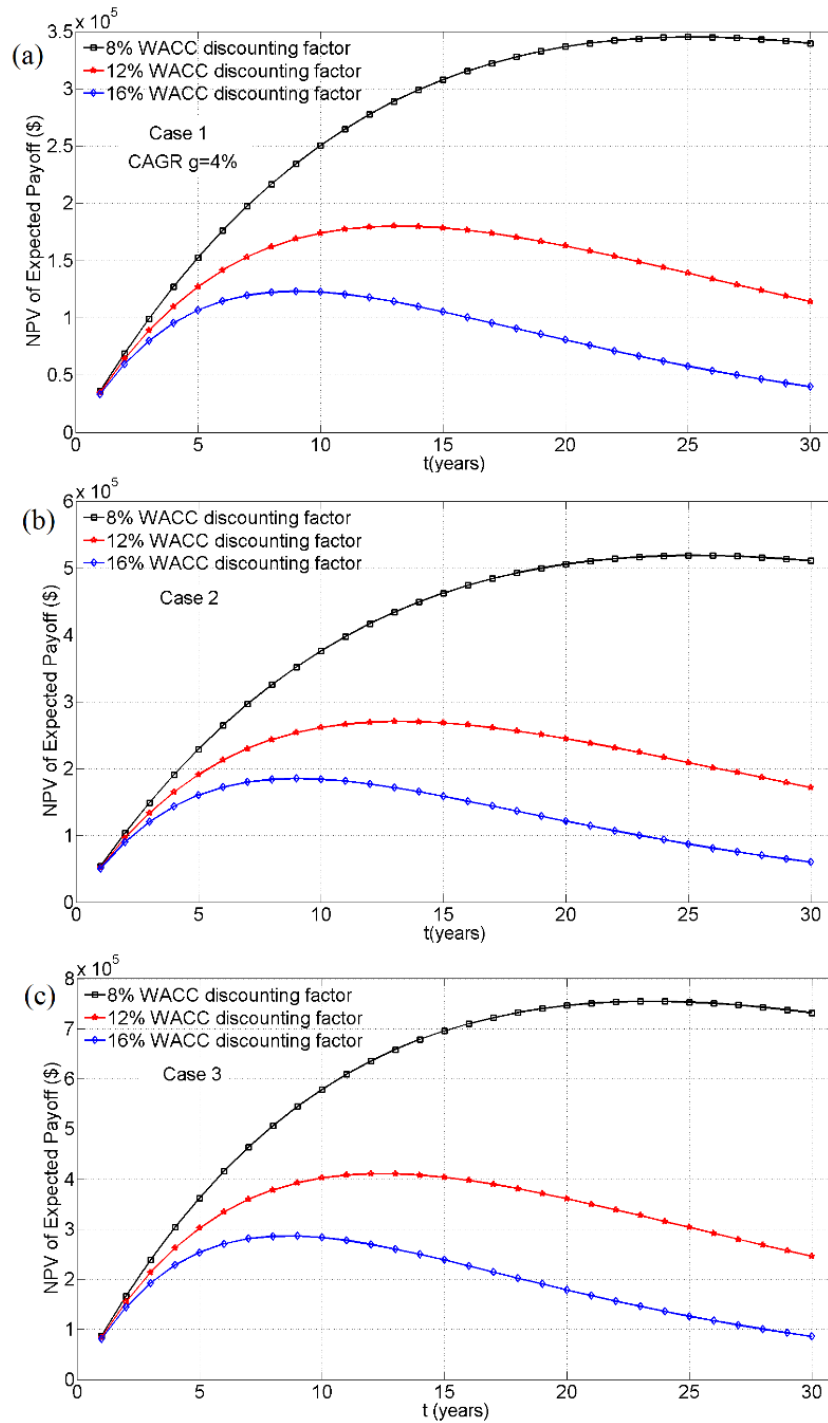 x 10^5
3.5
(a)
8% WACC discounting factor
12% WACC discounting factor
16% WACC discounting factor
3
Case 1
CAGR g=4%
2.5
2
1.5
1
0.5
0
NPV of Expected Payoff ($)
0 5 10 15 20 25 30
t(years)
x 10^5
6
(b)
8% WACC discounting factor
12% WACC discounting factor
16% WACC discounting factor
5
Case 2
4
3
2
1
0
NPV of Expected Payoff ($)
0 5 10 15 20 25 30
t(years)
x 10^5
8
(c)
8% WACC discounting factor
12% WACC discounting factor
16% WACC discounting factor
7
Case 3
6
5
4
3
2
1
0
NPV of Expected Payoff ($)
0 5 10 15 20 25 30
t (years)